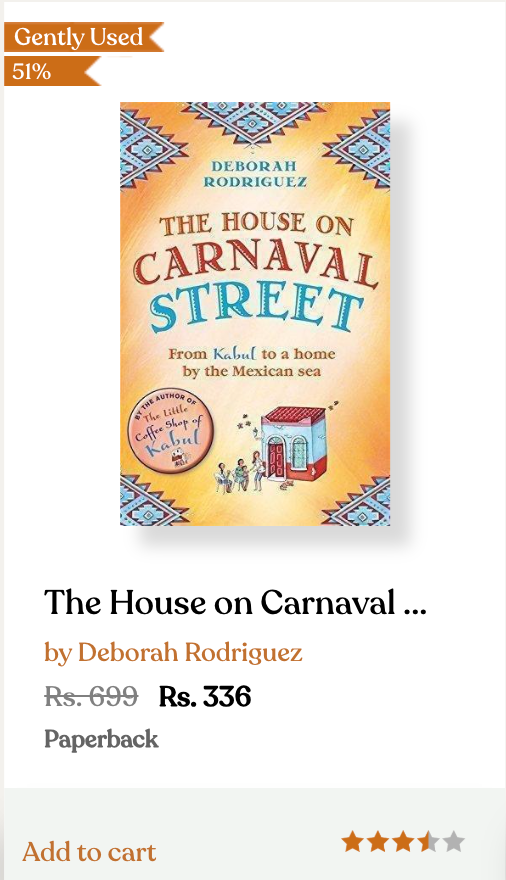 Gently Used
51%
DEBORAH
RODRIGUEZ
THE HOUSE ON
CARNAVAL
STREET
From Kabul to a home
by the Mexican sea
BY THE AUTHOR OF
The Little
Coffee Shop of
Kabul
The House on Carnaval ...
by Deborah Rodriguez
Rs. 699 Rs. 336
Paperback
Add to cart